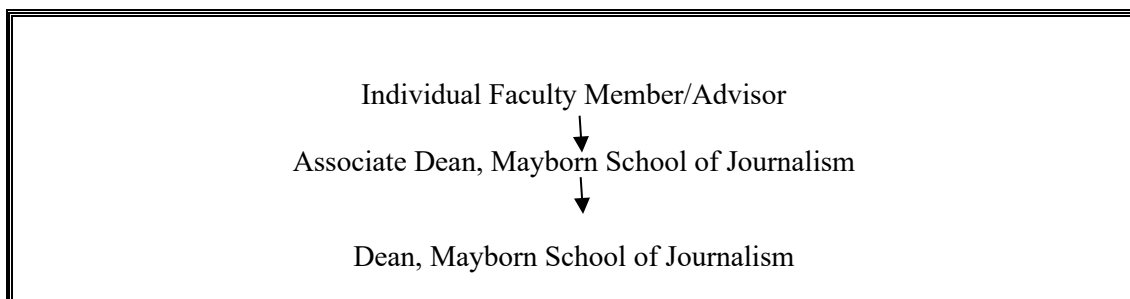 Individual Faculty Member/Advisor
Associate Dean, Mayborn School of Journalism
Dean, Mayborn School of Journalism